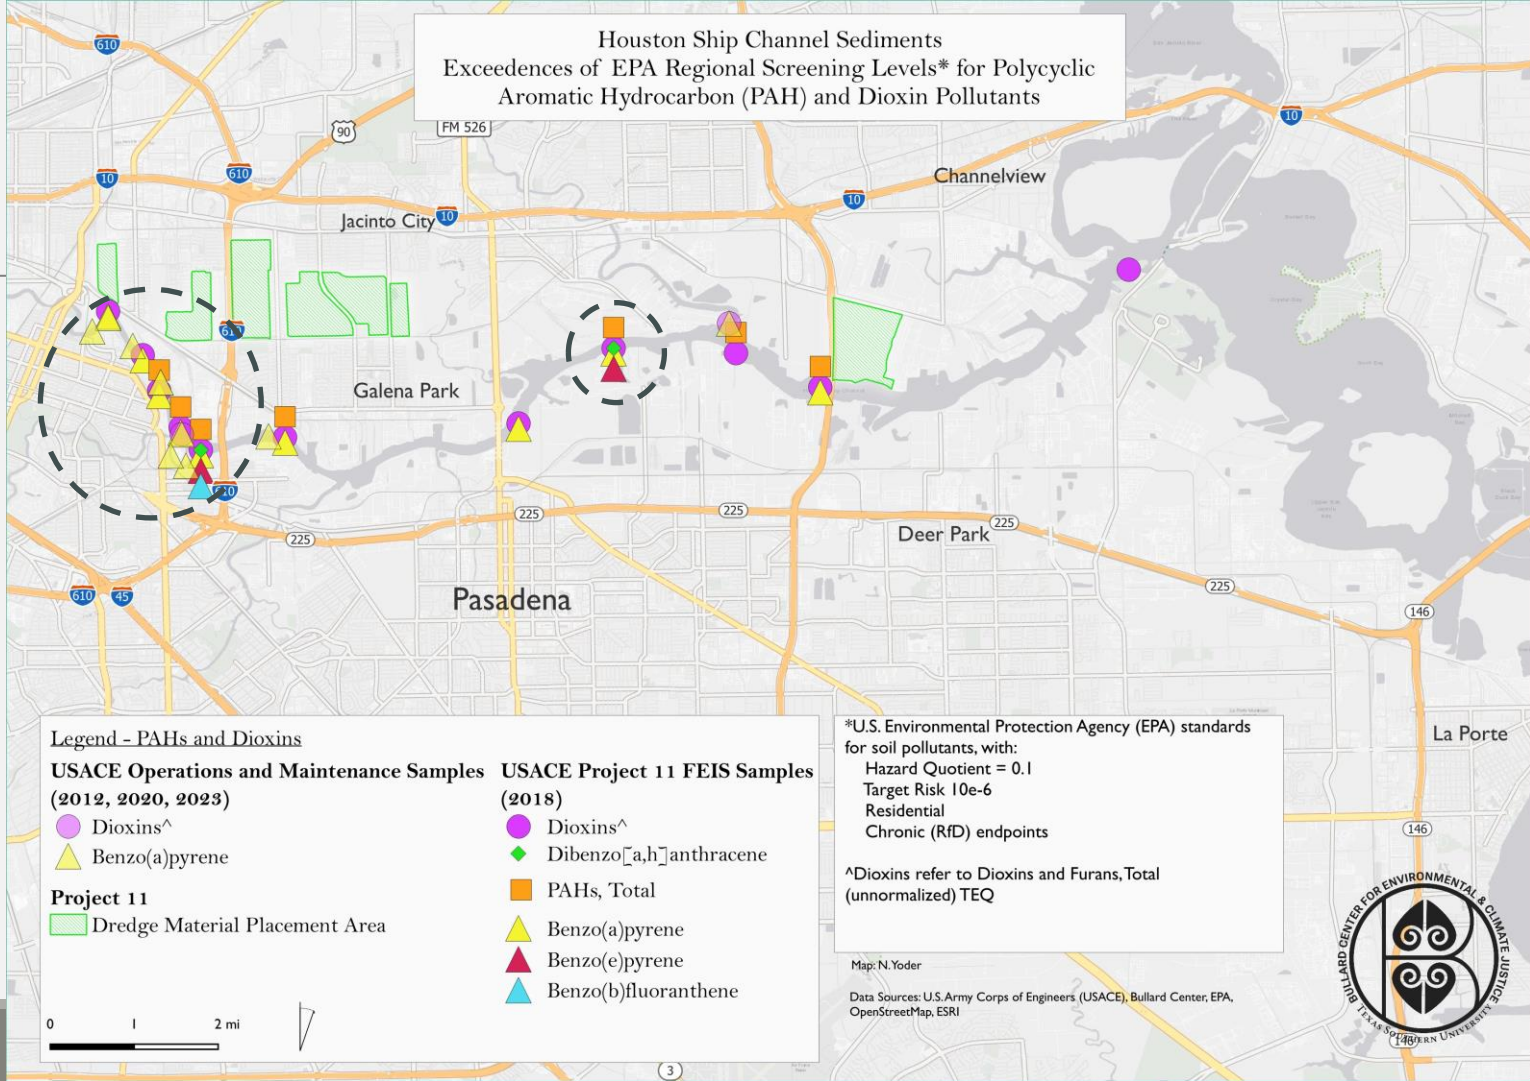 Houston Ship Channel Sediments
Exceedences of EPA Regional Screening Levels* for Polycyclic
Aromatic Hydrocarbon (PAH) and Dioxin Pollutants
610
90
FM 526
10
10
610
Channelview
10
Jacinto City
10
610
Galena Park
610
225
225
225
Deer Park
225
225
610
45
Pasadena
146
La Porte
146
146
3
Legend - PAHs and Dioxins
USACE Operations and Maintenance Samples
(2012, 2020, 2023)
Dioxins^
Benzo(a)pyrene
Project 11
Dredge Material Placement Area
0 1 2 mi
USACE Project 11 FEIS Samples
(2018)
Dioxins^
Dibenzo[a,h]anthracene
PAHs, Total
Benzo(a)pyrene
Benzo(e)pyrene
Benzo(b)fluoranthene
*U.S. Environmental Protection Agency (EPA) standards
for soil pollutants, with:
Hazard Quotient = 0.1
Target Risk 10e-6
Residential
Chronic (RfD) endpoints
^Dioxins refer to Dioxins and Furans, Total
(unnormalized) TEQ
Map: N. Yoder
Data Sources: U.S. Army Corps of Engineers (USACE), Bullard Center, EPA,
OpenStreetMap, ESRI
BULLARD CENTER FOR ENVIRONMENTAL & CLIMATE JUSTICE
TEXAS SOUTHERN UNIVERSITY